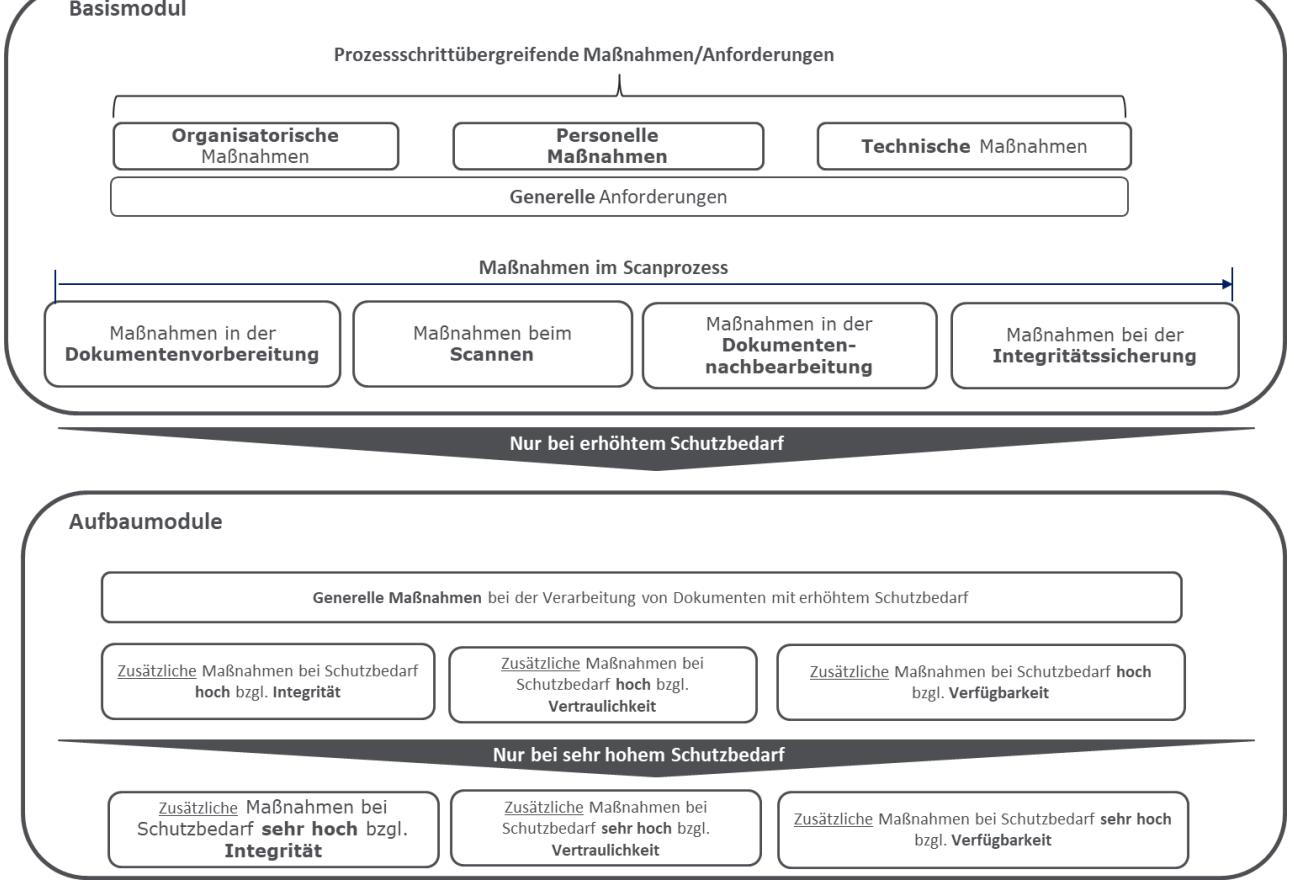 Basismodul
Prozessschrittübergreifende Maßnahmen/Anforderungen
Organisatorische
Maßnahmen
Personelle
Maßnahmen
Technische Maßnahmen
Generelle Anforderungen
Maßnahmen im Scanprozess
Maßnahmen in der
Dokumentenvorbereitung
Maßnahmen beim
Scannen
Maßnahmen in der
Dokumenten-
nachbearbeitung
Maßnahmen bei der
Integritätssicherung
Nur bei erhöhtem Schutzbedarf
Aufbaumodule
Generelle Maßnahmen bei der Verarbeitung von Dokumenten mit erhöhtem Schutzbedarf
Zusätzliche Maßnahmen bei Schutzbedarf
hoch bzgl. Integrität
Zusätzliche Maßnahmen bei
Schutzbedarf hoch bzgl.
Vertraulichkeit
Zusätzliche Maßnahmen bei Schutzbedarf hoch
bzgl. Verfügbarkeit
Nur bei sehr hohem Schutzbedarf
Zusätzliche Maßnahmen bei
Schutzbedarf sehr hoch bzgl.
Integrität
Zusätzliche Maßnahmen bei
Schutzbedarf sehr hoch bzgl.
Vertraulichkeit
Zusätzliche Maßnahmen bei Schutzbedarf sehr hoch
bzgl. Verfügbarkeit